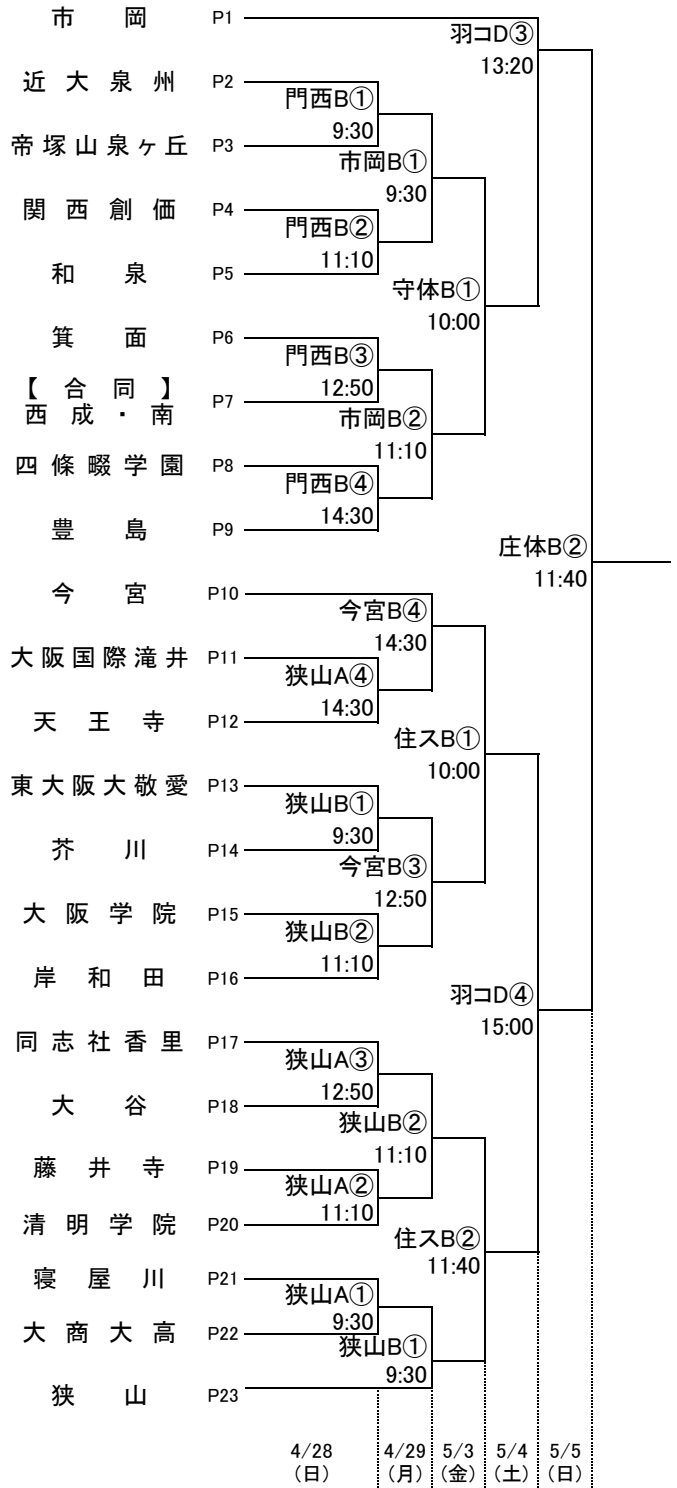 市岡 P1
羽コD③
13:20
近大泉州 P2
門西B①
9:30
帝塚山泉ヶ丘 P3
市岡B①
9:30
関西創価 P4
門西B②
11:10
和泉 P5
守体B①
10:00
箕面 P6
門西B③
12:50
【合同】
西成・南 P7
市岡B②
11:10
四條畷学園 P8
門西B④
14:30
豊島 P9
庄体B②
11:40
今宮 P10
今宮B④
14:30
大阪国際滝井 P11
狭山A④
14:30
天王寺 P12
住スB①
10:00
東大阪大敬愛 P13
狭山B①
9:30
芥川 P14
今宮B③
12:50
大阪学院 P15
狭山B②
11:10
岸和田 P16
羽コD④
15:00
同志社香里 P17
狭山A③
12:50
大谷 P18
狭山B②
11:10
藤井寺 P19
狭山A②
11:10
清明学院 P20
住スB②
11:40
寝屋川 P21
狭山A①
9:30
大商大高 P22
狭山B①
9:30
狭山 P23
4/28 4/29 5/3 5/4 5/5
（日） （月） （金） （土） （日）